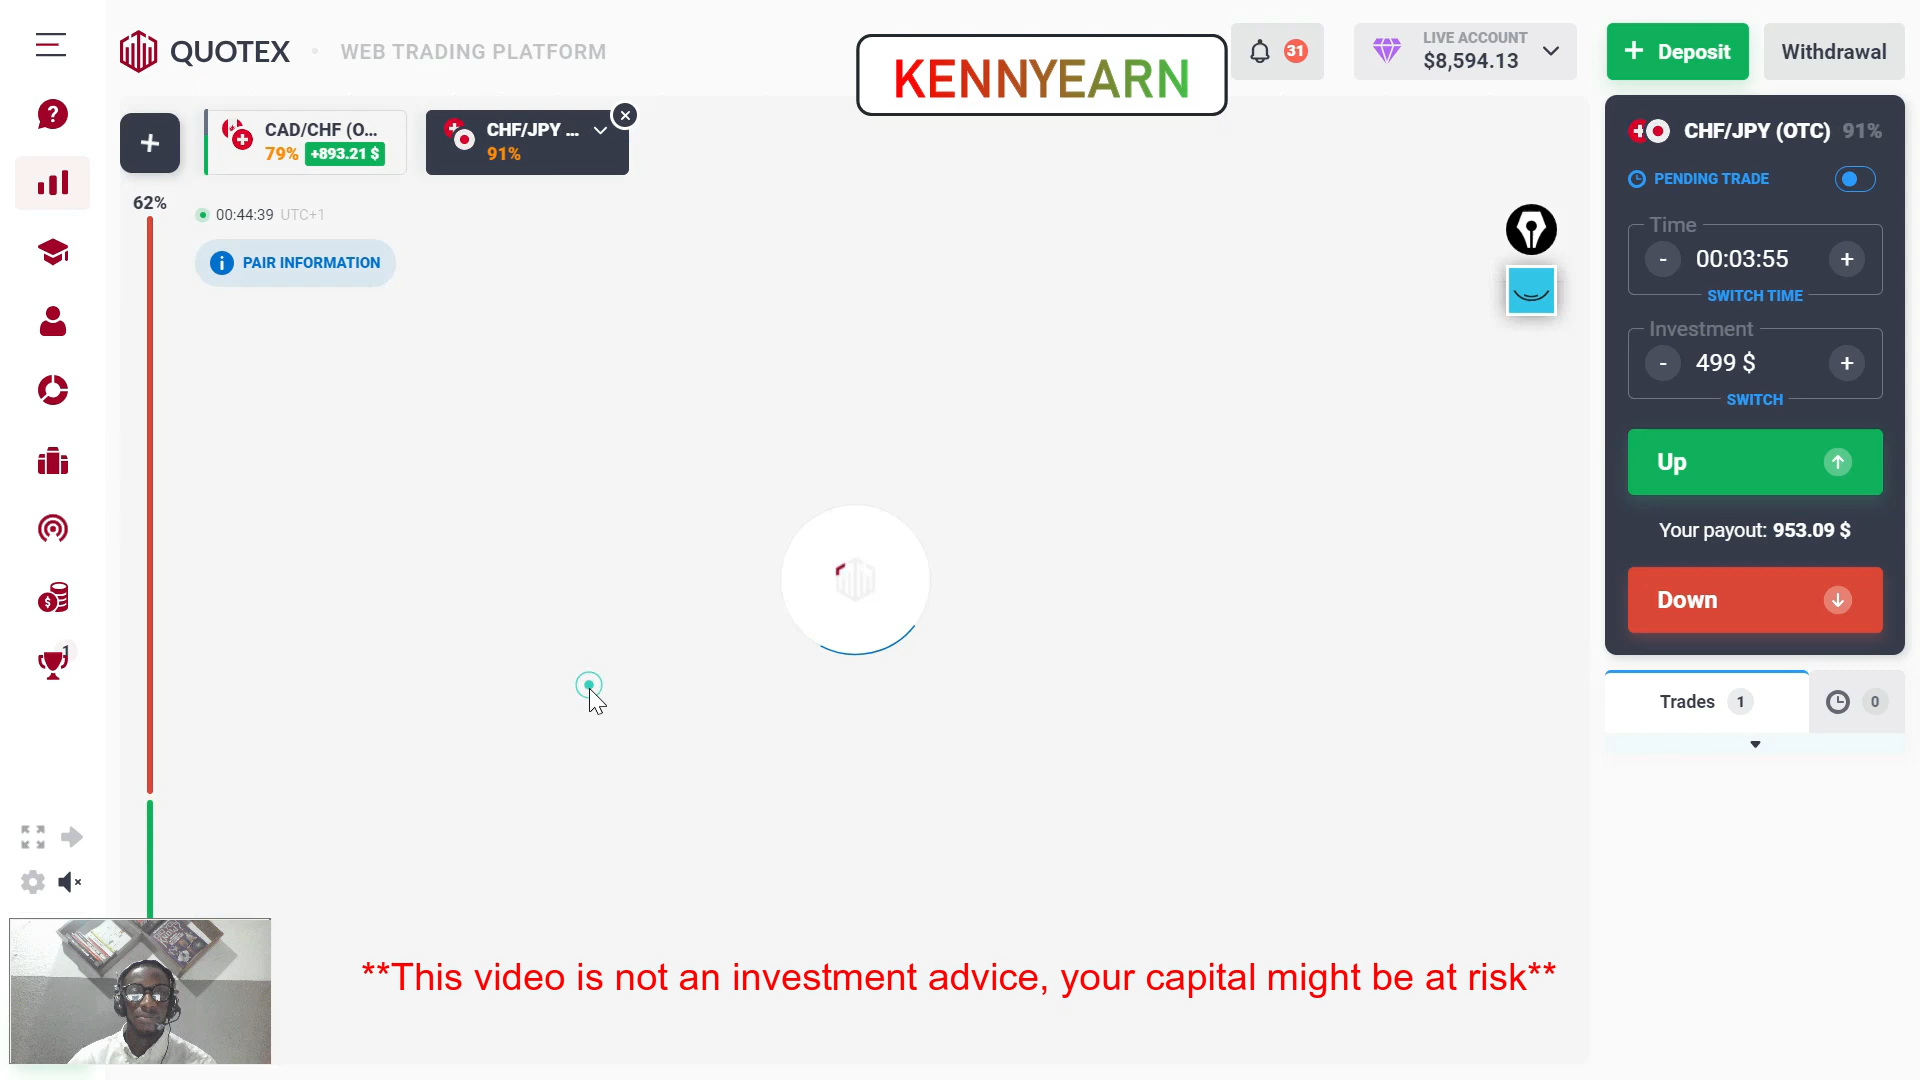 QUOTEX • WEB TRADING PLATFORM
KENNYEARN
31
LIVE ACCOUNT
$8,594.13
+ Deposit
Withdrawal
?
+
CAD/CHF (O...
79% +893.21 $
CHF/JPY ...
91%
62%
00:44:39 UTC+1
i PAIR INFORMATION
CHF/JPY (OTC) 91%
PENDING TRADE
Time
- 00:03:55 +
SWITCH TIME
Investment
- 499 $ +
SWITCH
Up
Your payout: 953.09 $
Down
Trades 1
0
1
**This video is not an investment advice, your capital might be at risk**